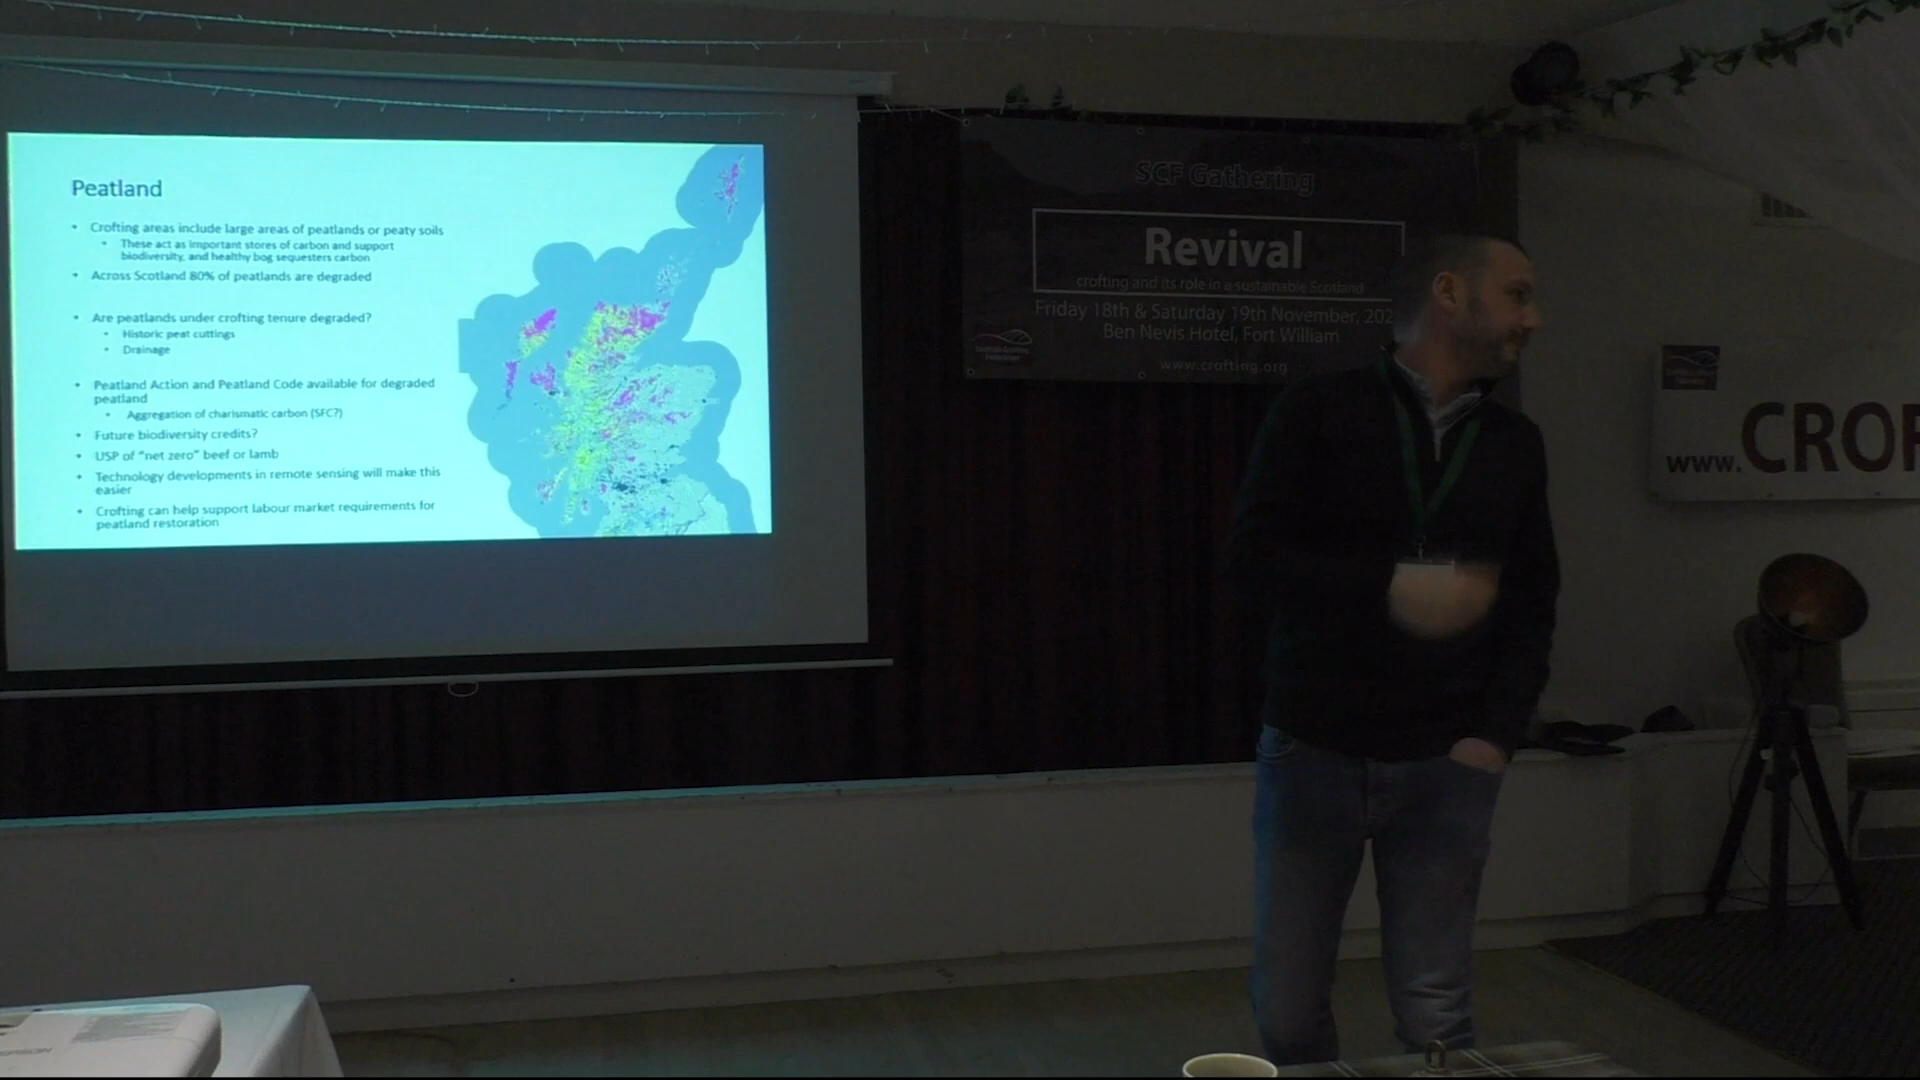 Peatland
• Crofting areas include large areas of peatlands or peaty soils
• These act as important stores of carbon and support
biodiversity, and healthy bog sequesters carbon
• Across Scotland 80% of peatlands are degraded
• Are peatlands under crofting tenure degraded?
• Historic peat cuttings
• Drainage
• Peatland Action and Peatland Code available for degraded
peatland
• Aggregation of charismatic carbon (SFC?)
• Future biodiversity credits?
• USP of "net zero" beef or lamb
• Technology developments in remote sensing will make this
easier
• Crofting can help support labour market requirements for
peatland restoration
SCF Gathering
Revival
crofting and its role in a sustainable Scotland
Friday 18th & Saturday 19th November, 202
Ben Nevis Hotel, Fort William
www.crofting.org
www.CROF
EPSON